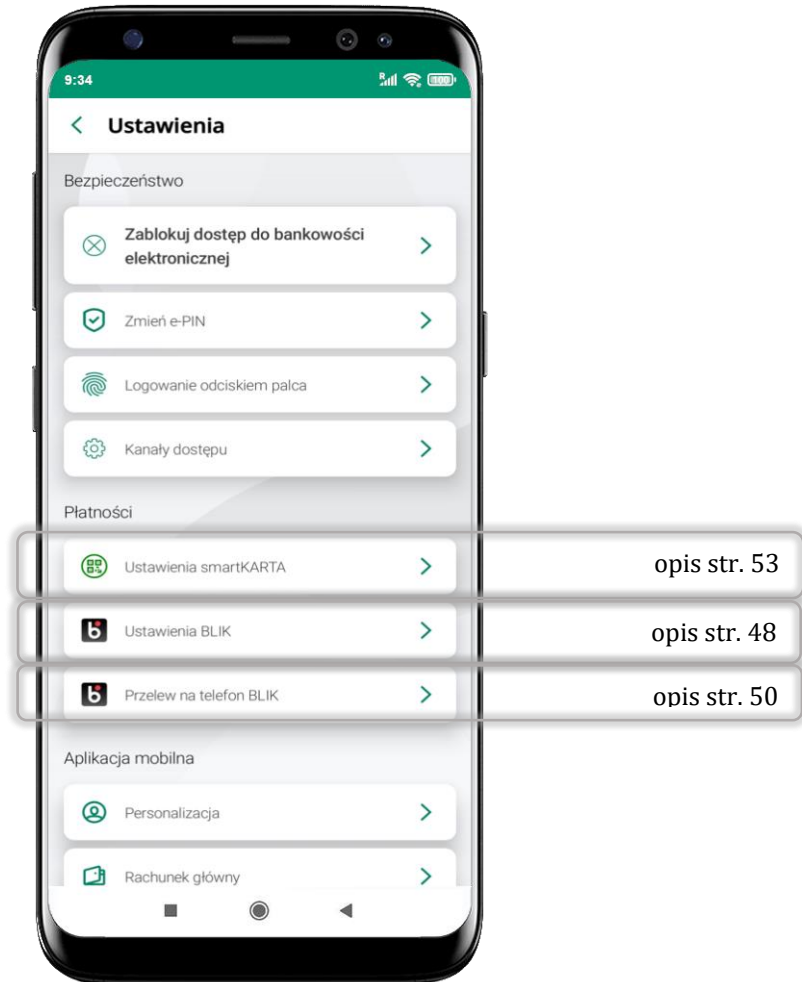 9:34
Ustawienia
Bezpieczeństwo
Zablokuj dostęp do bankowości
elektronicznej
Zmień e-PIN
Logowanie odciskiem palca
Kanały dostępu
Płatności
Ustawienia smartKARTA
opis str. 53
Ustawienia BLIK
opis str. 48
Przelew na telefon BLIK
opis str. 50
Aplikacja mobilna
Personalizacja
Rachunek główny